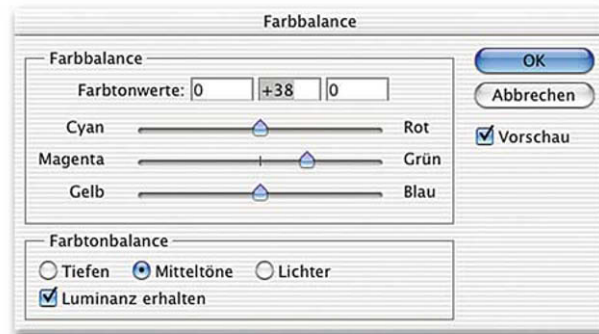 Farbbalance
Farbbalance
Farbtonwerte: 0 +38 0
Cyan Rot
Magenta Grün
Gelb Blau
Farbtonbalance
Tiefen Mitteltöne Lichter
Luminanz erhalten
OK
Abbrechen
Vorschau